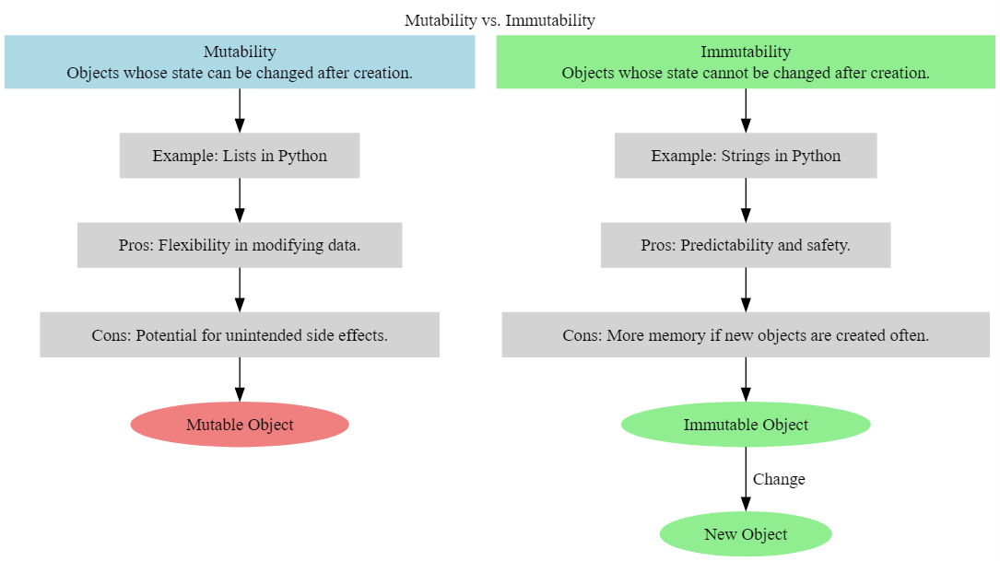 Mutability vs. Immutability
Mutability
Objects whose state can be changed after creation.
Example: Lists in Python
Pros: Flexibility in modifying data.
Cons: Potential for unintended side effects.
Mutable Object
Immutability
Objects whose state cannot be changed after creation.
Example: Strings in Python
Pros: Predictability and safety.
Cons: More memory if new objects are created often.
Immutable Object
Change
New Object